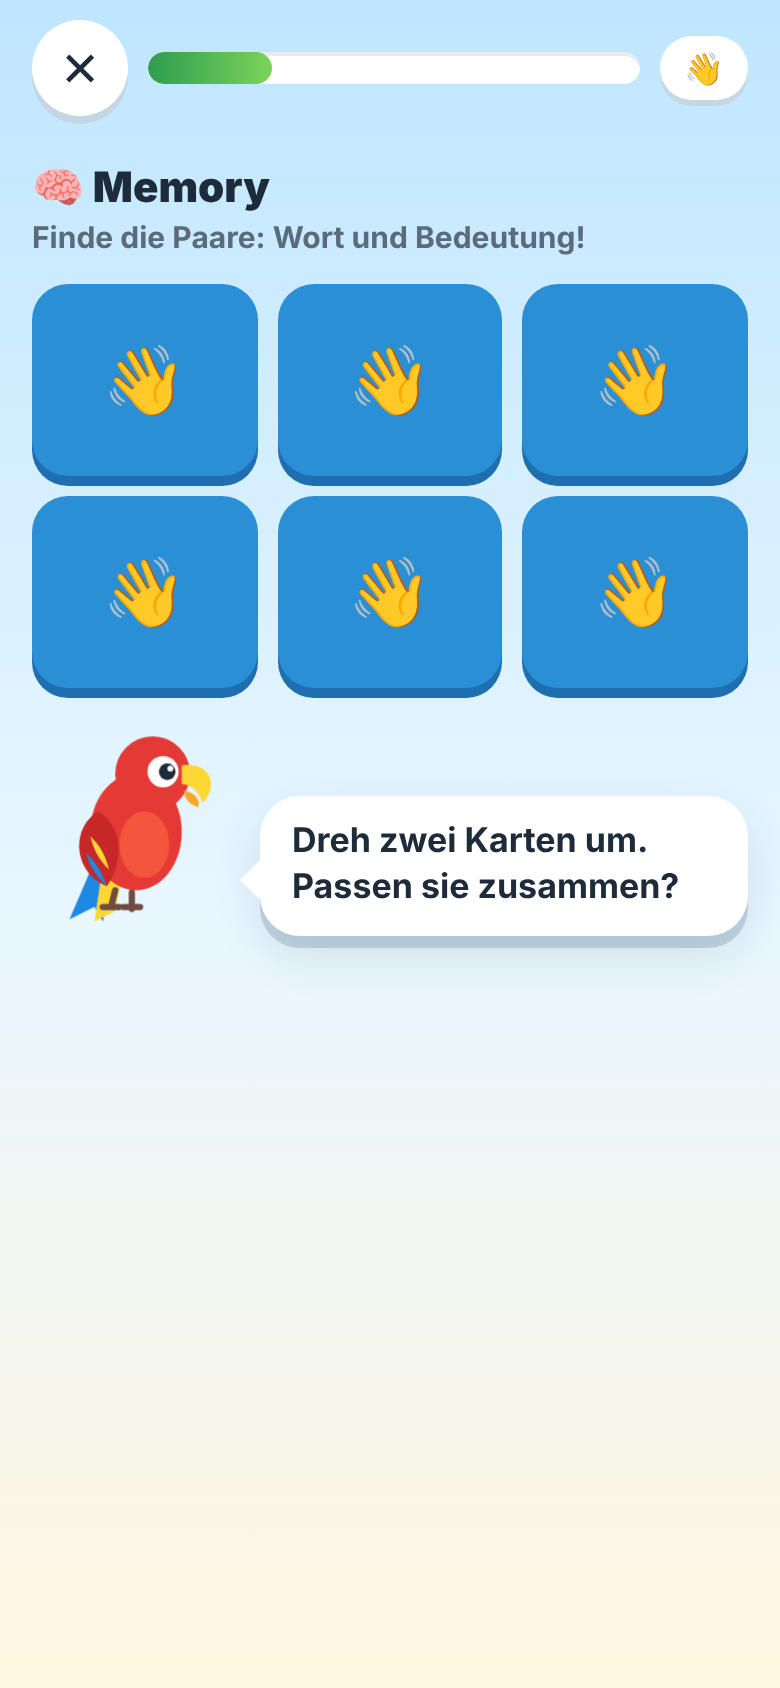 Memory
Finde die Paare: Wort und Bedeutung!
Dreh zwei Karten um.
Passen sie zusammen?